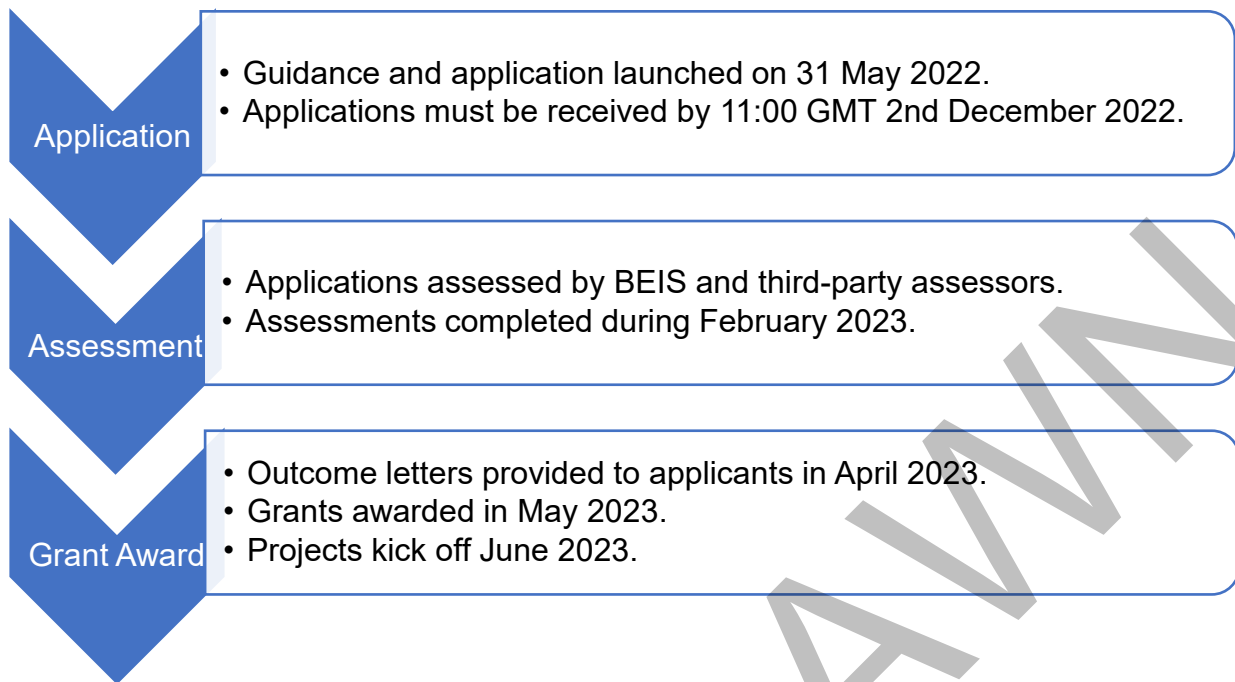 Application
• Guidance and application launched on 31 May 2022.
• Applications must be received by 11:00 GMT 2nd December 2022.
Assessment
• Applications assessed by BEIS and third-party assessors.
• Assessments completed during February 2023.
Grant Award
• Outcome letters provided to applicants in April 2023.
• Grants awarded in May 2023.
• Projects kick off June 2023.
AWN